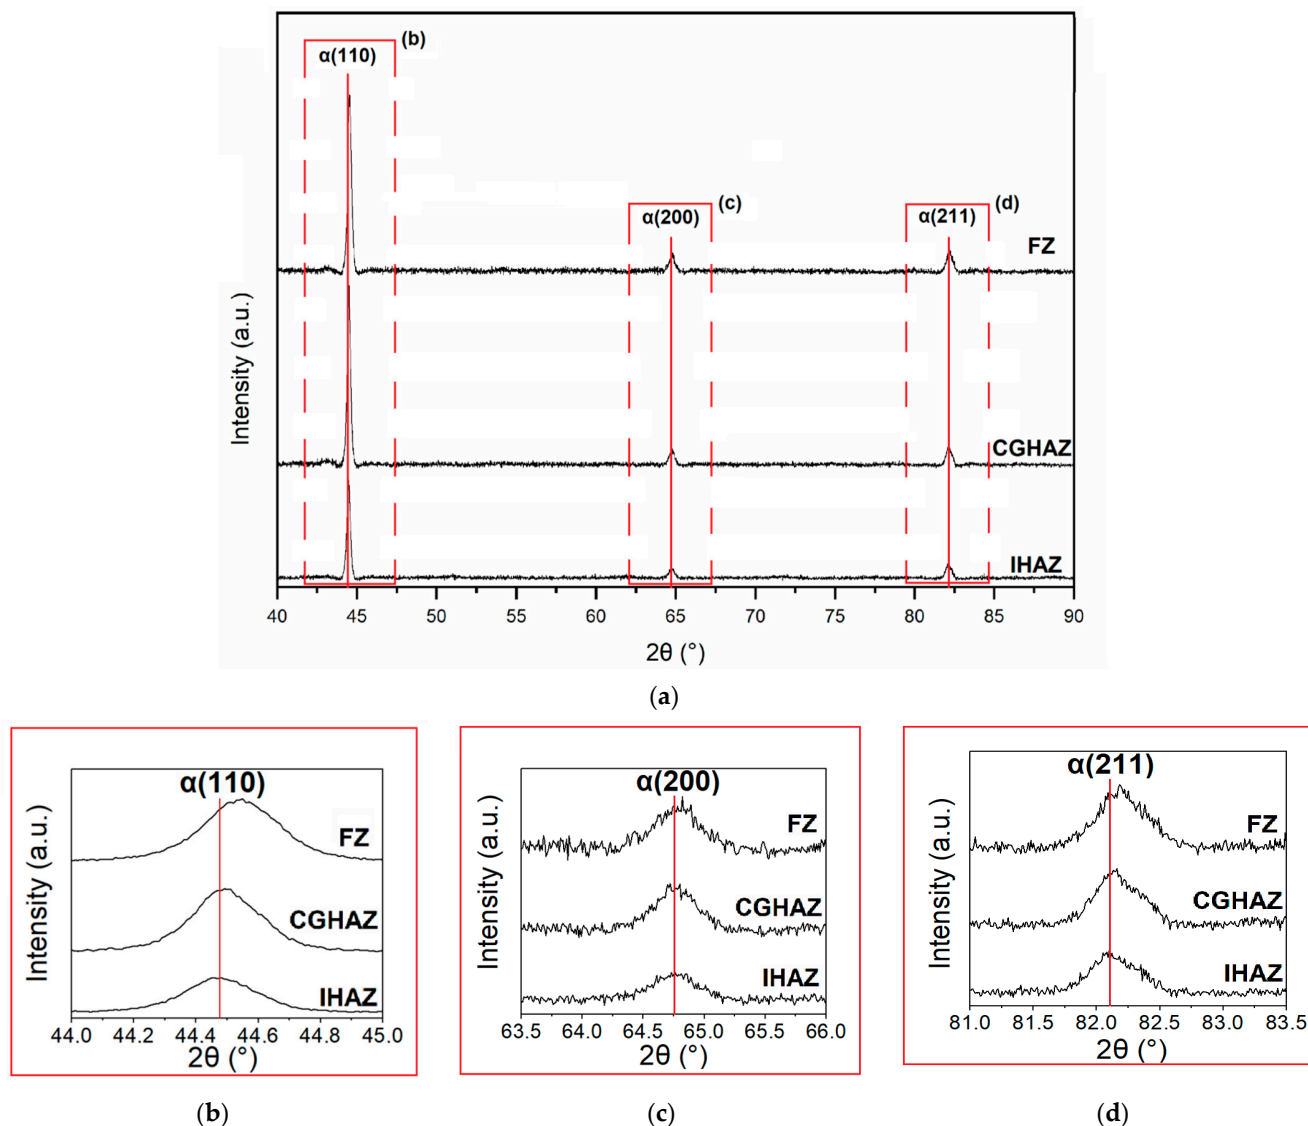 (b)
α(110)
α(200)
(c)
α(211)
(d)
FZ
CGHAZ
IHAZ
Intensity (a.u.)
40 45 50 55 60 65 70 75 80 85 90
2θ (°)
(a)
α(110)
FZ
CGHAZ
IHAZ
Intensity (a.u.)
44.0 44.2 44.4 44.6 44.8 45.0
2θ (°)
(b)
α(200)
FZ
CGHAZ
IHAZ
Intensity (a.u.)
63.5 64.0 64.5 65.0 65.5 66.0
2θ (°)
(c)
α(211)
FZ
CGHAZ
IHAZ
Intensity (a.u.)
81.0 81.5 82.0 82.5 83.0 83.5
2θ (°)
(d)